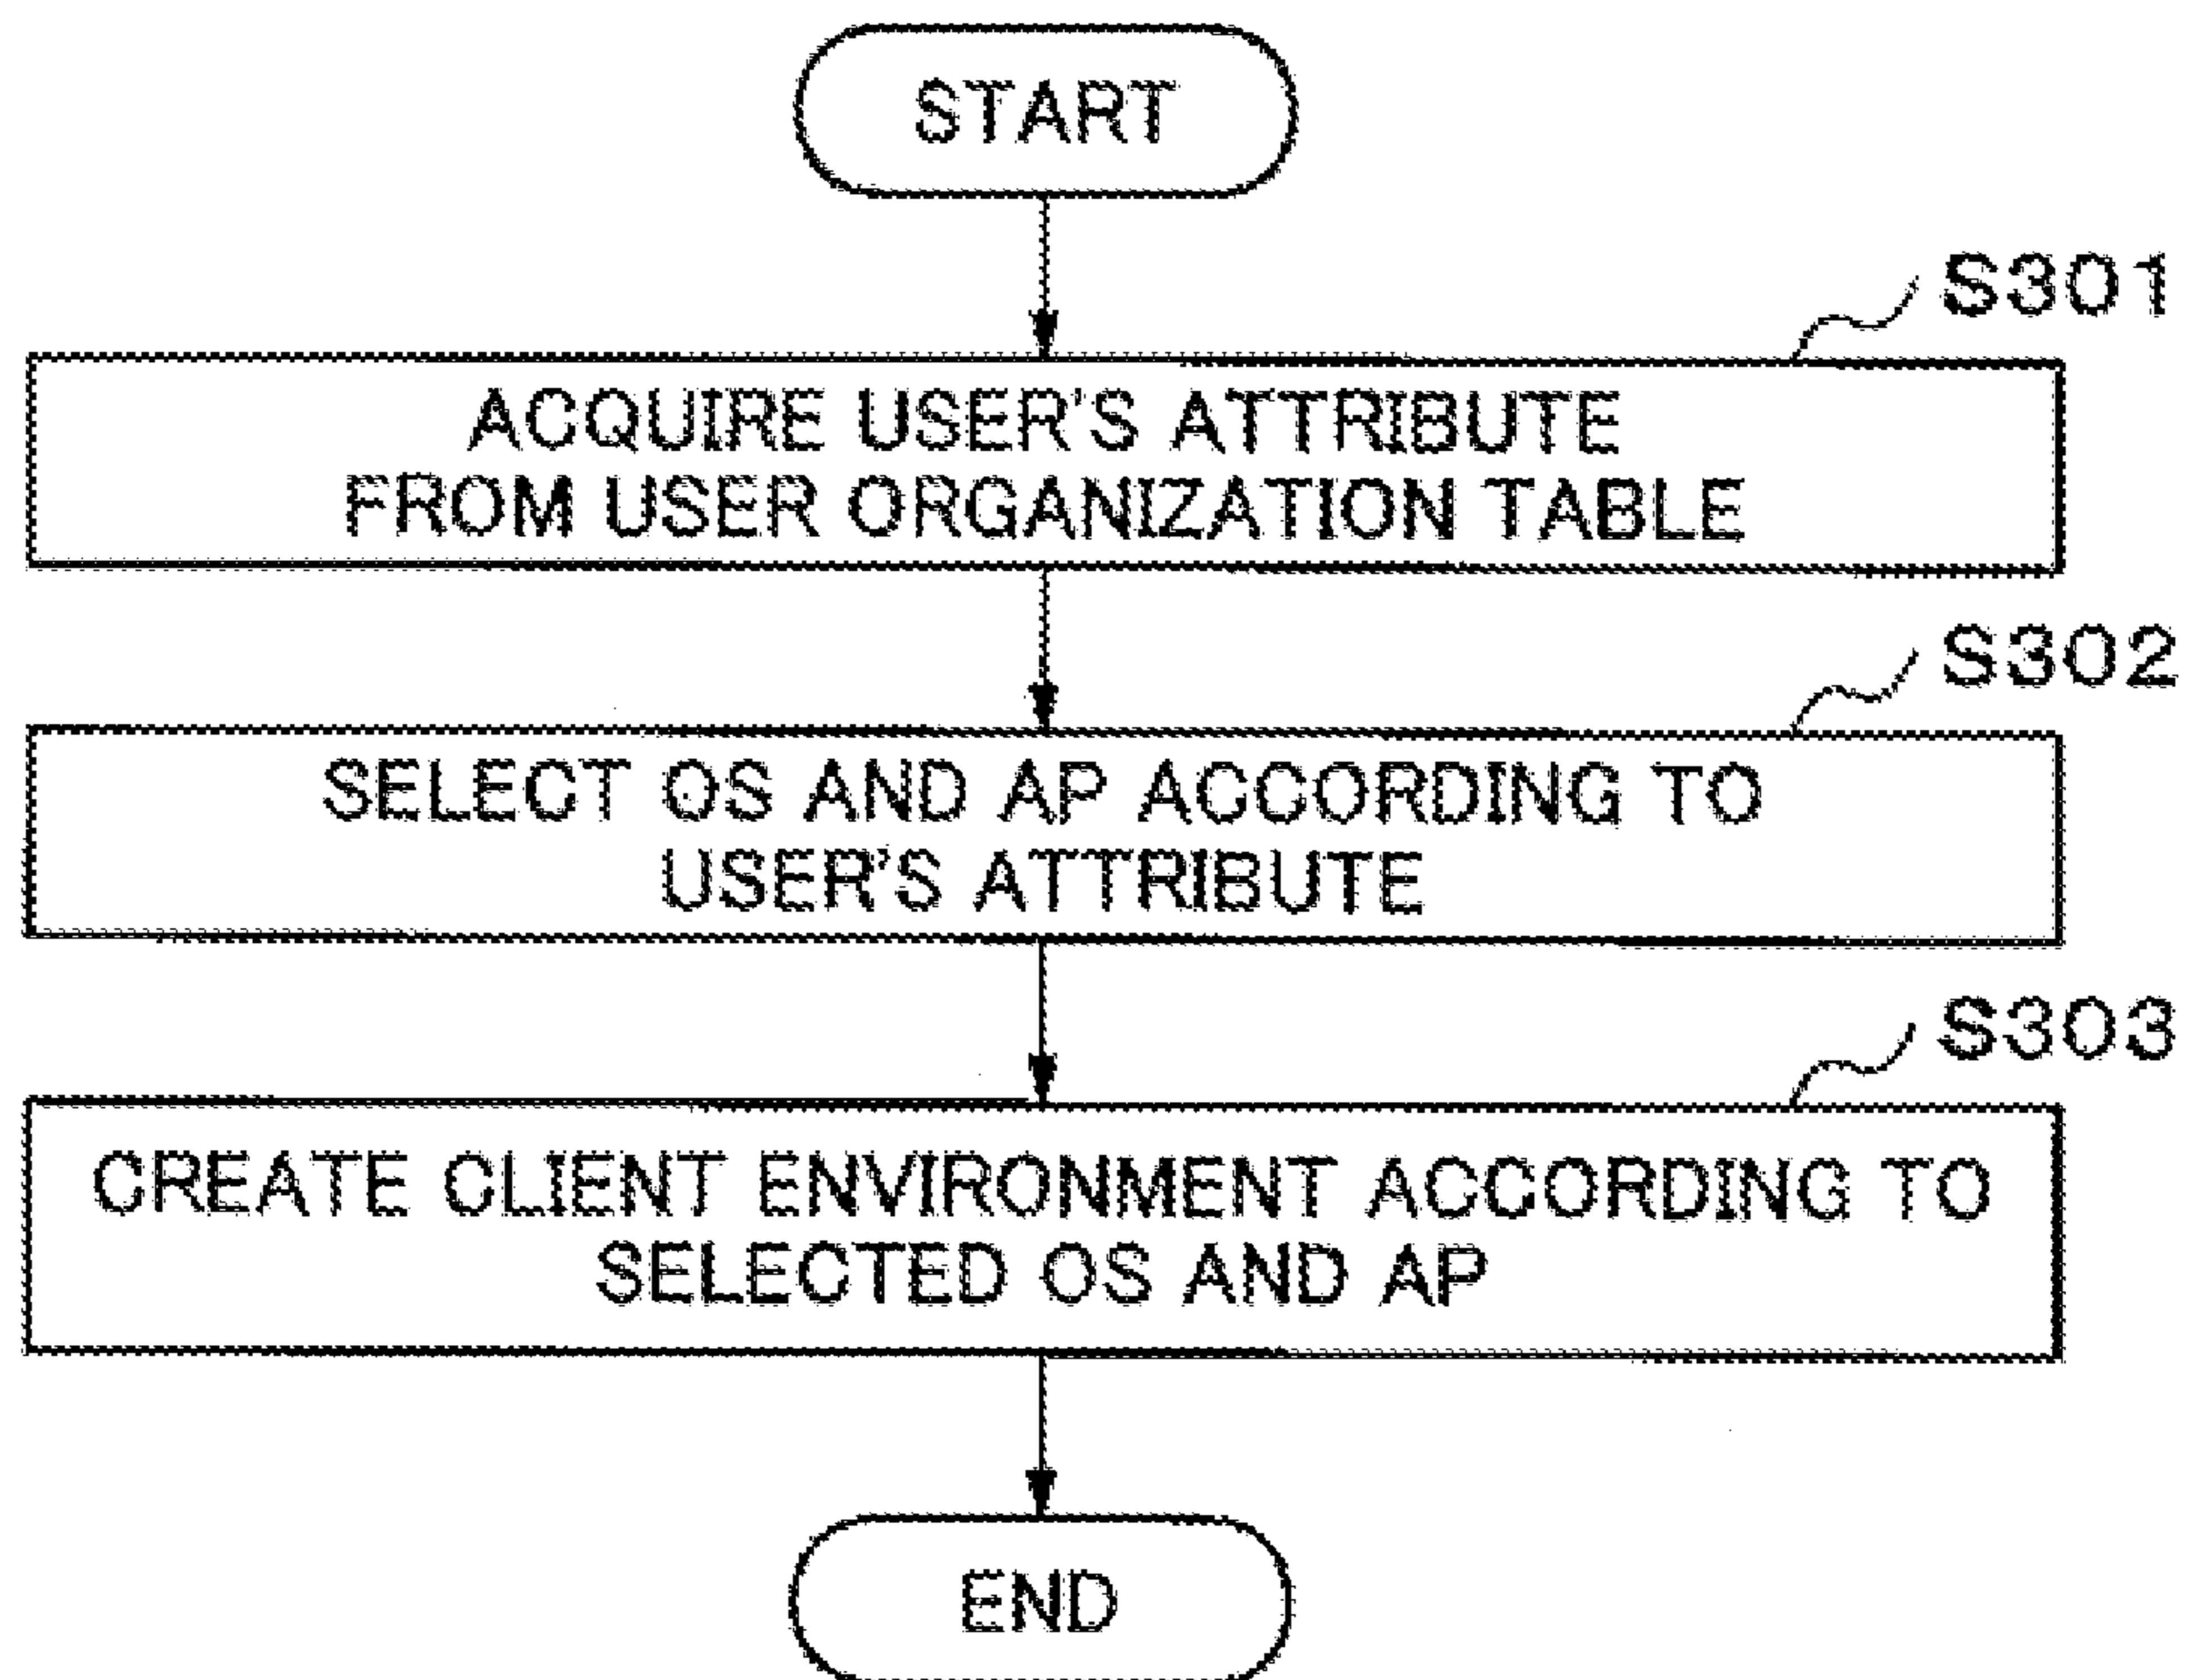 START
S301
ACQUIRE USER'S ATTRIBUTE
FROM USER ORGANIZATION TABLE
S302
SELECT OS AND AP ACCORDING TO
USER'S ATTRIBUTE
S303
CREATE CLIENT ENVIRONMENT ACCORDING TO
SELECTED OS AND AP
END